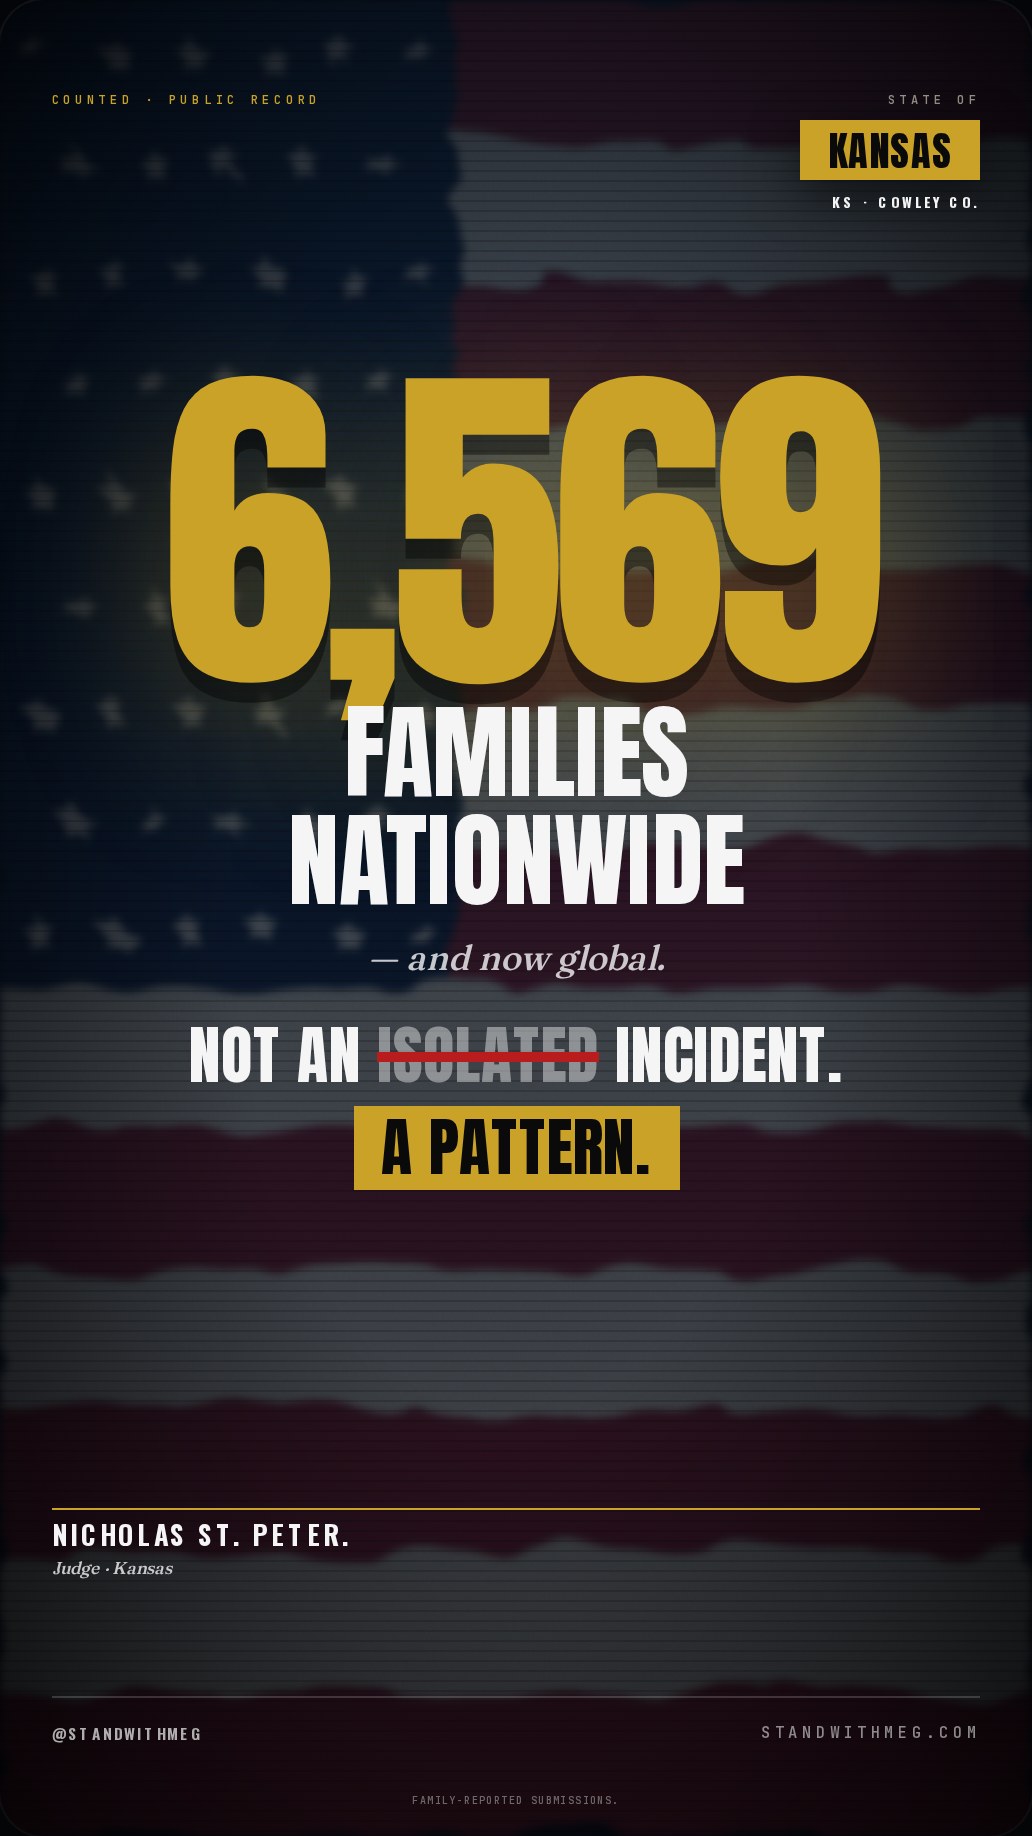 COUNTED · PUBLIC RECORD
STATE OF
KANSAS
KS · COWLEY CO.
6,569
FAMILIES
NATIONWIDE
— and now global.
NOT AN ISOLATED INCIDENT.
A PATTERN.
NICHOLAS ST. PETER.
Judge · Kansas
@STANDWITHMEG
STANDWITHMEG.COM
FAMILY-REPORTED SUBMISSIONS.